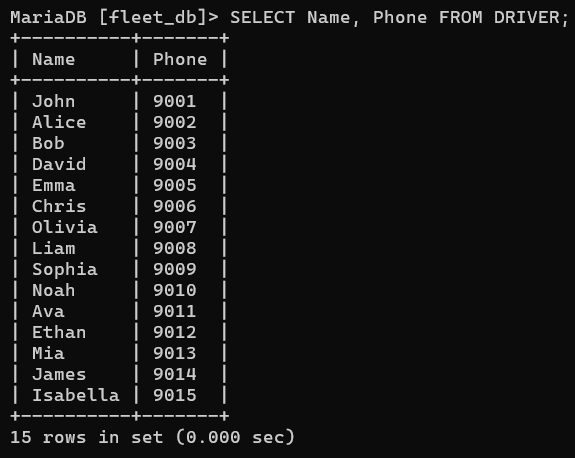 MariaDB [fleet_db]> SELECT Name, Phone FROM DRIVER;
+----------+-------+
| Name     | Phone |
+----------+-------+
| John     | 9001  |
| Alice    | 9002  |
| Bob      | 9003  |
| David    | 9004  |
| Emma     | 9005  |
| Chris    | 9006  |
| Olivia   | 9007  |
| Liam     | 9008  |
| Sophia   | 9009  |
| Noah     | 9010  |
| Ava      | 9011  |
| Ethan    | 9012  |
| Mia      | 9013  |
| James    | 9014  |
| Isabella | 9015  |
+----------+-------+
15 rows in set (0.000 sec)